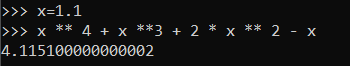 >>> x=1.1
>>> x ** 4 + x **3 + 2 * x ** 2 - x
4.115100000000002